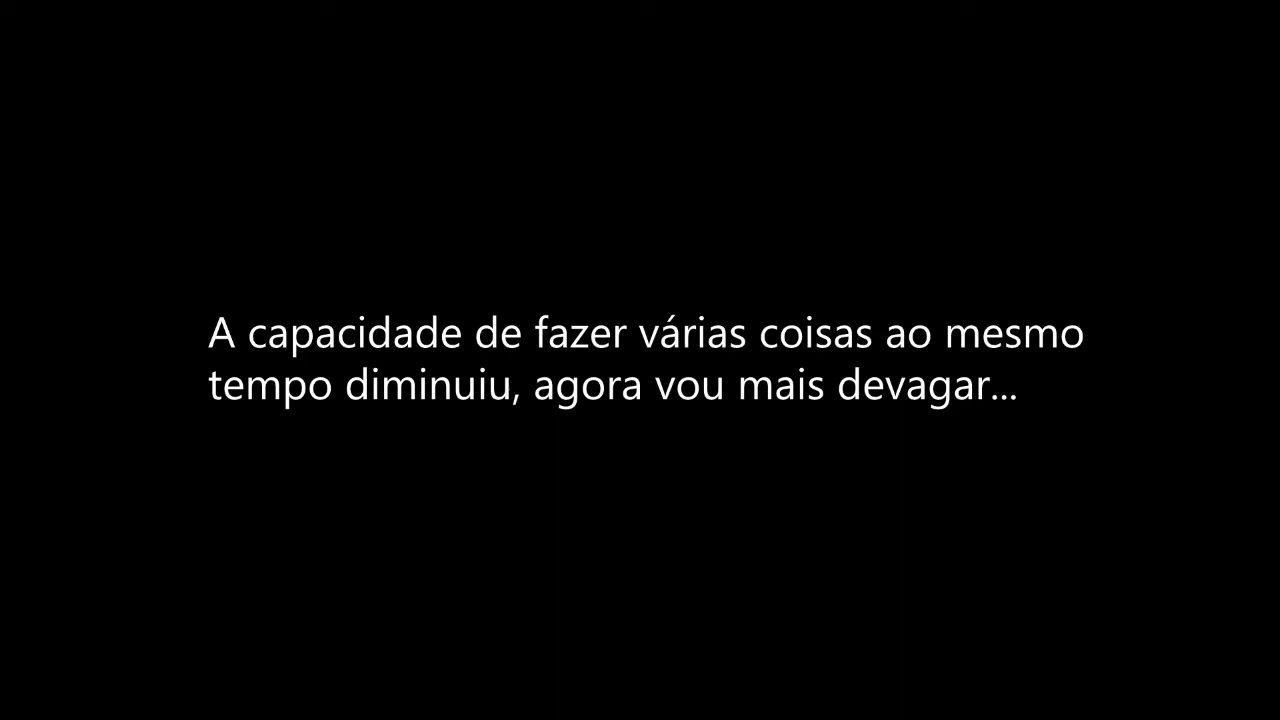 A capacidade de fazer várias coisas ao mesmo
tempo diminuiu, agora vou mais devagar...